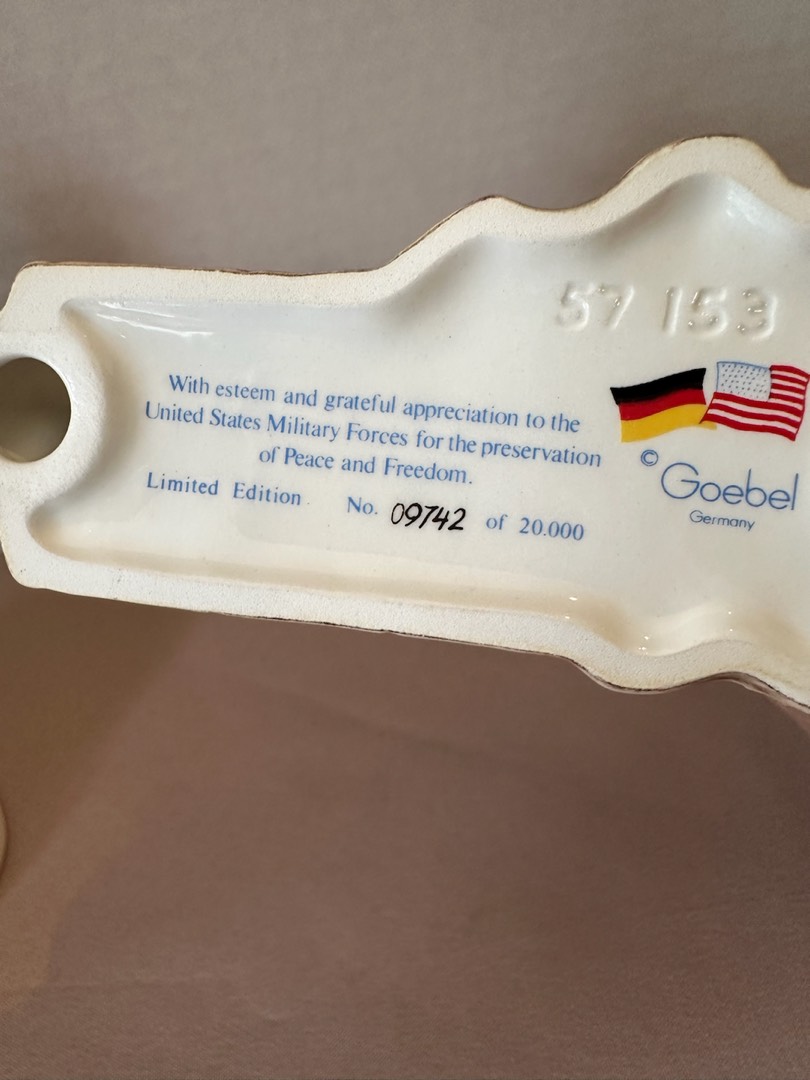 57 153
With esteem and grateful appreciation to the
United States Military Forces for the preservation
of Peace and Freedom.
Limited Edition No. 09742 of 20.000
© Goebel
Germany